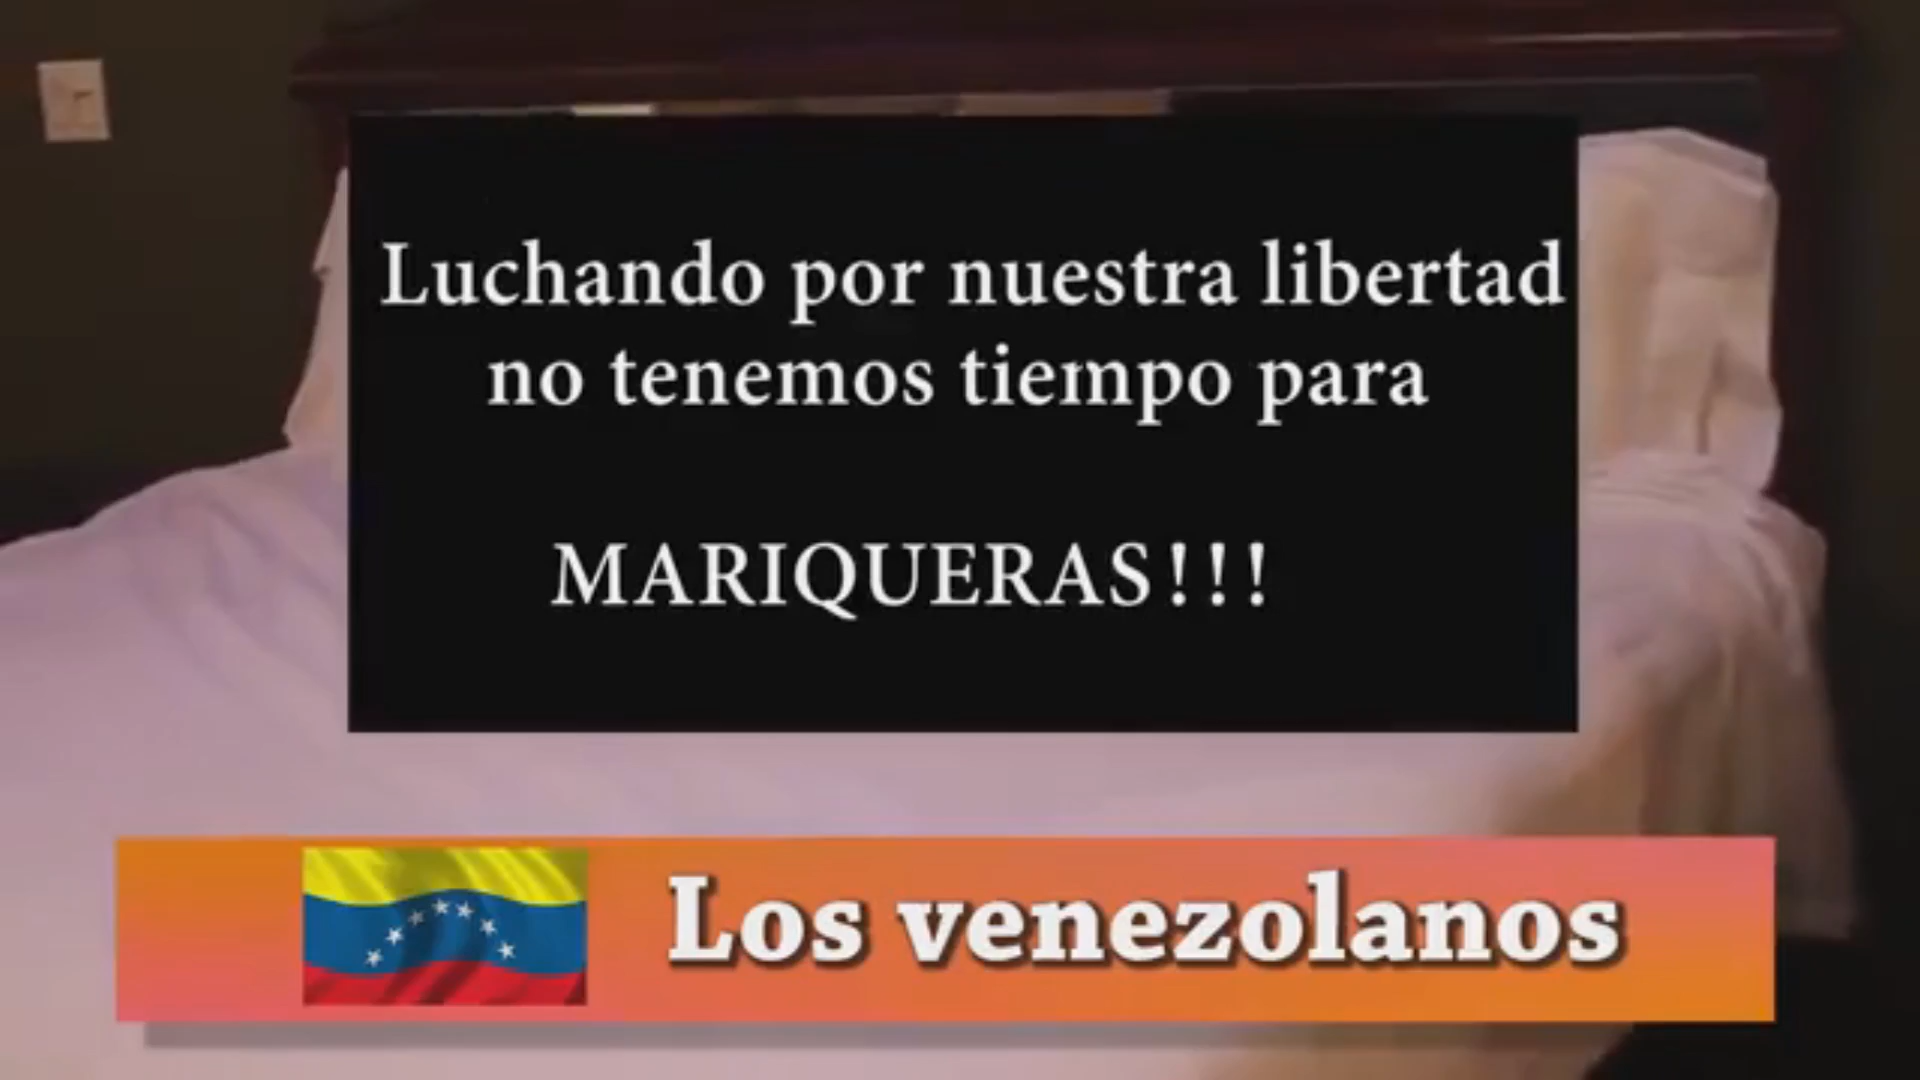 Luchando por nuestra libertad
no tenemos tiempo para
MARIQUERAS!!!
Los venezolanos